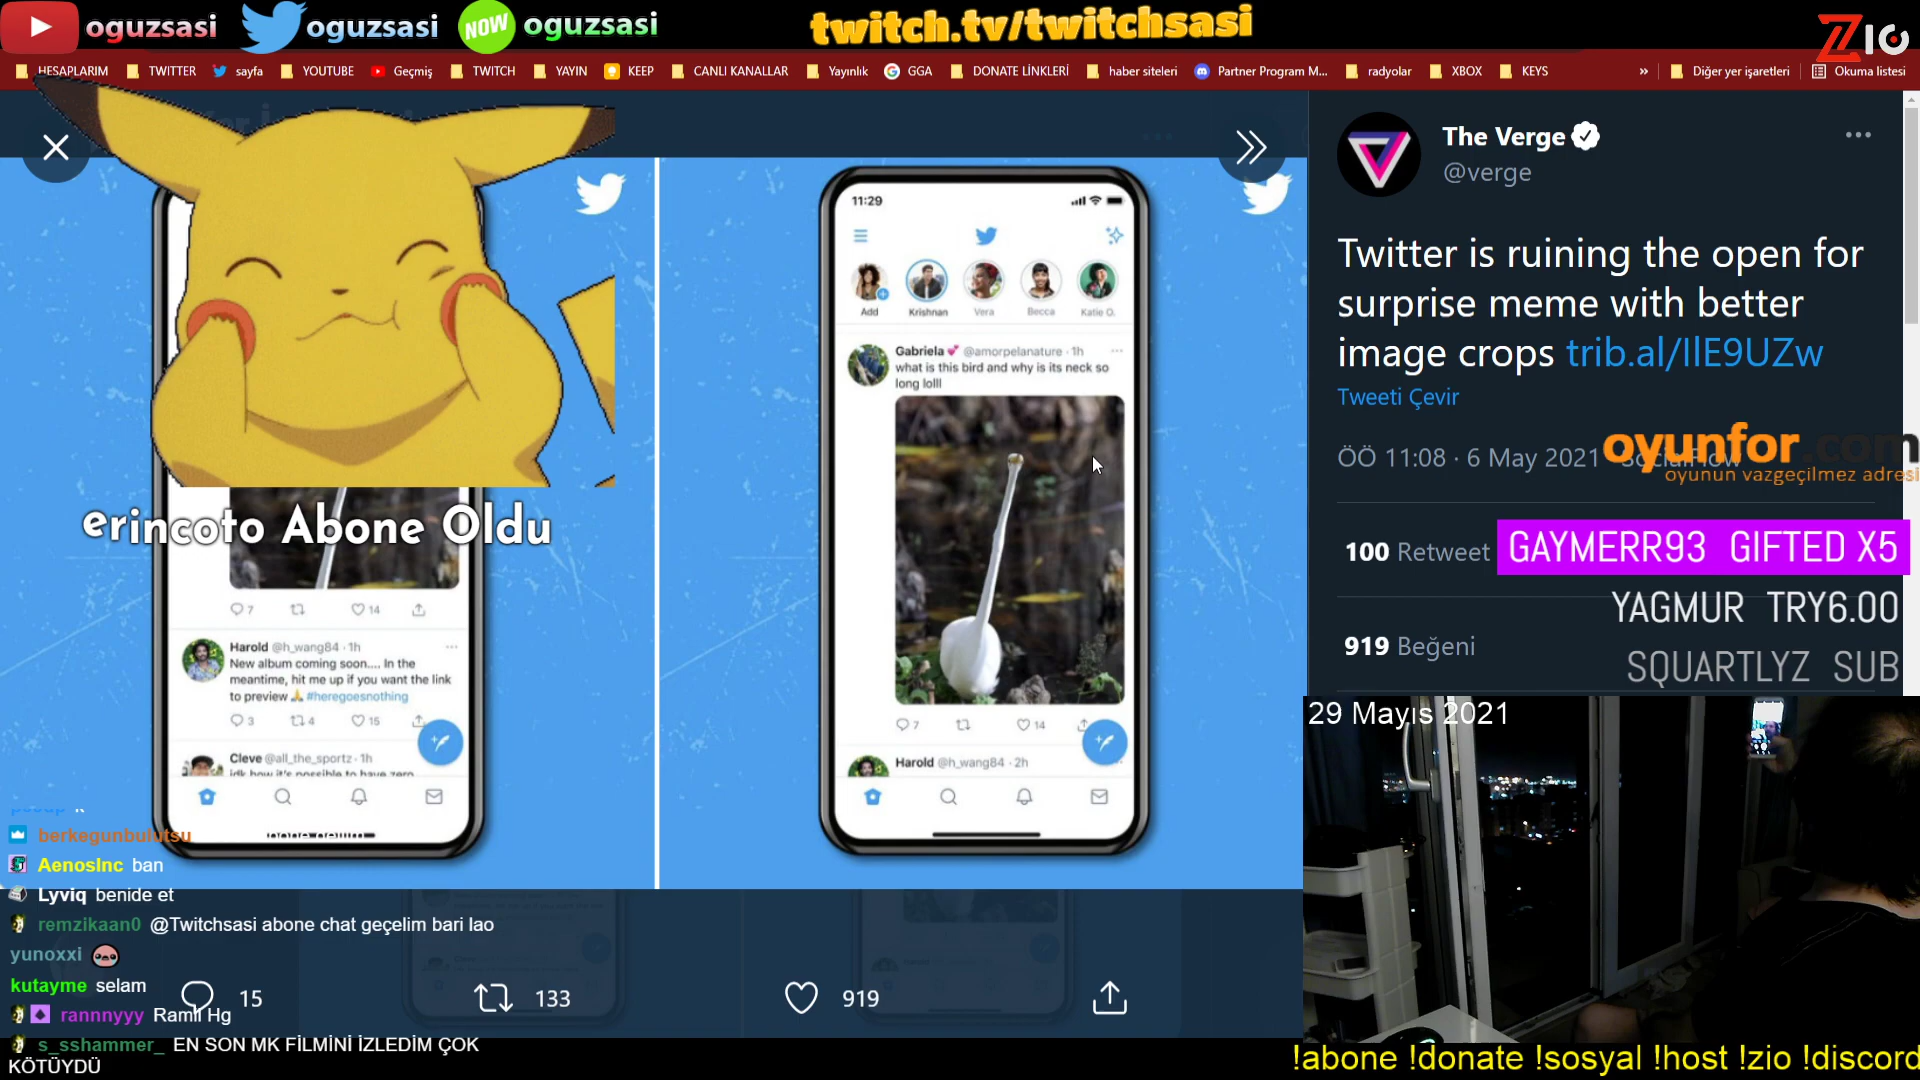 oguzsasi
oguzsasi
NOW
oguzsasi
twitch.tv/twitchsasi
HESAPLARIM
TWITTER
sayfa
YOUTUBE
Geçmiş
TWITCH
YAYIN
KEEP
CANLI KANALLAR
Yayınlık
GGA
DONATE LİNKLERİ
haber siteleri
Partner Program M...
radyolar
XBOX
KEYS
»
Diğer yer işaretleri
Okuma listesi
erincoto Abone Oldu
7
14
Harold @h_wang84 · 1h
New album coming soon.... In the
meantime, hit me up if you want the link
to preview 🙏 #heregoesnothing
3
4
15
Cleve @all_the_sportz · 1h
11:29
Add
Krishnan
Vera
Becca
Katie O.
Gabriela 💕 @amorpelanature · 1h
what is this bird and why is its neck so
long lolll
7
14
Harold @h_wang84 · 2h
The Verge
@verge
Twitter is ruining the open for
surprise meme with better
image crops trib.al/IlE9UZw
Tweeti Çevir
ÖÖ 11:08 · 6 May 2021
oyunfor.com
oyunun vazgeçilmez adresi
100 Retweet
GAYMERR93 GIFTED X5
YAGMUR TRY6.00
919 Beğeni
SQUARTLYZ SUB
29 Mayıs 2021
berkegunbulutsu
AenosInc ban
Lyviq benide et
remzikaan0 @Twitchsasi abone chat geçelim bari lao
yunoxxi
kutayme selam
rannnyyy Ramil Hg
s_sshammer_ EN SON MK FİLMİNİ İZLEDİM ÇOK
KÖTÜYDÜ
15
133
919
!abone !donate !sosyal !host !zio !discord